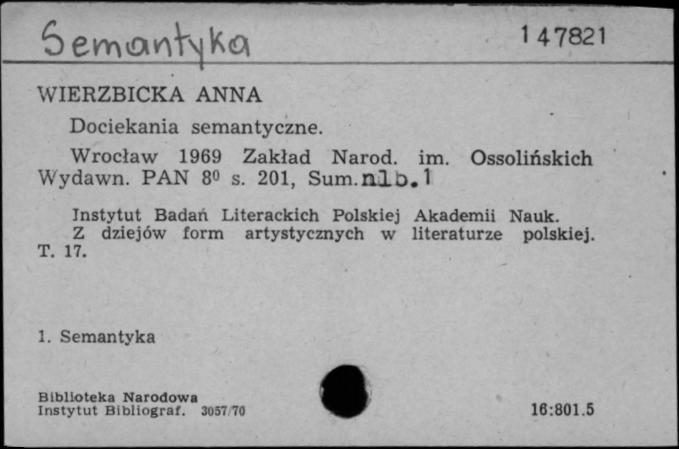 Semantyka 147821
WIERZBICKA ANNA
Dociekania semantyczne.
Wrocław 1969 Zakład Narod. im. Ossolińskich
Wydawn. PAN 8⁰ s. 201, Sum. nlb. 1
Instytut Badań Literackich Polskiej Akademii Nauk.
Z dziejów form artystycznych w literaturze polskiej.
T. 17.
1. Semantyka
Biblioteka Narodowa
Instytut Bibliograf. 3057/70 16:801.5